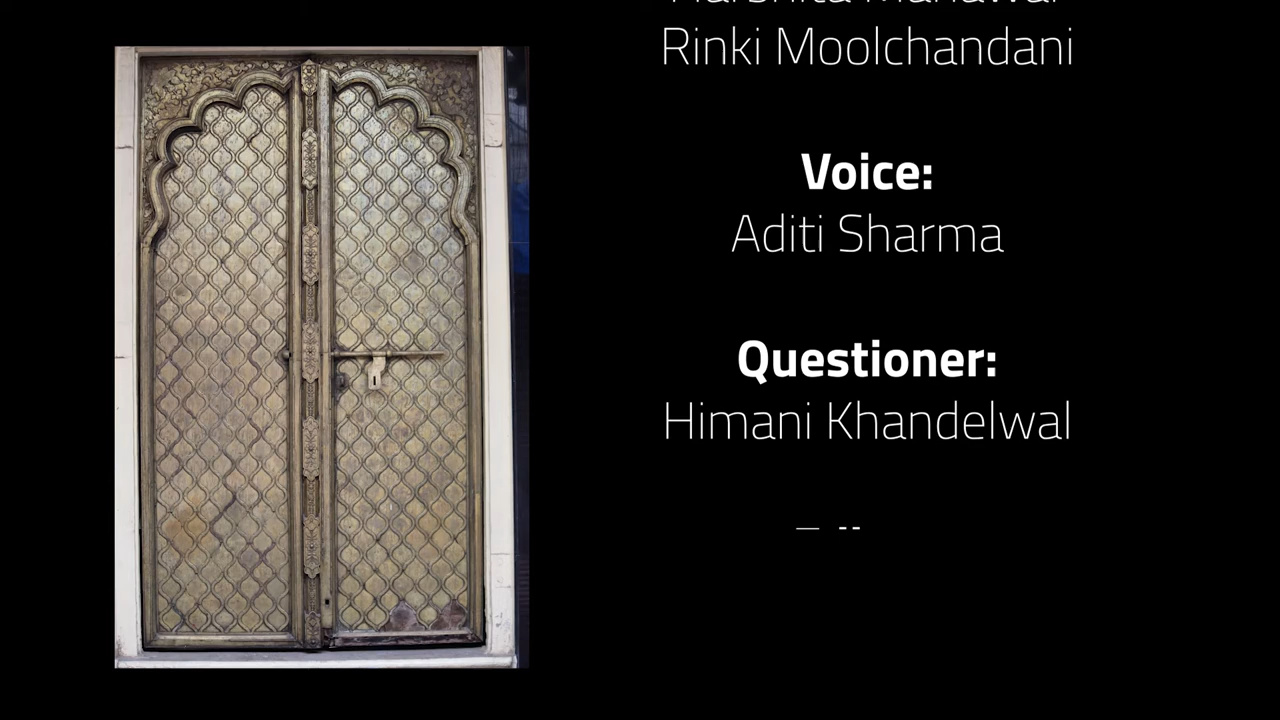 Rinki Moolchandani
Voice:
Aditi Sharma
Questioner:
Himani Khandelwal